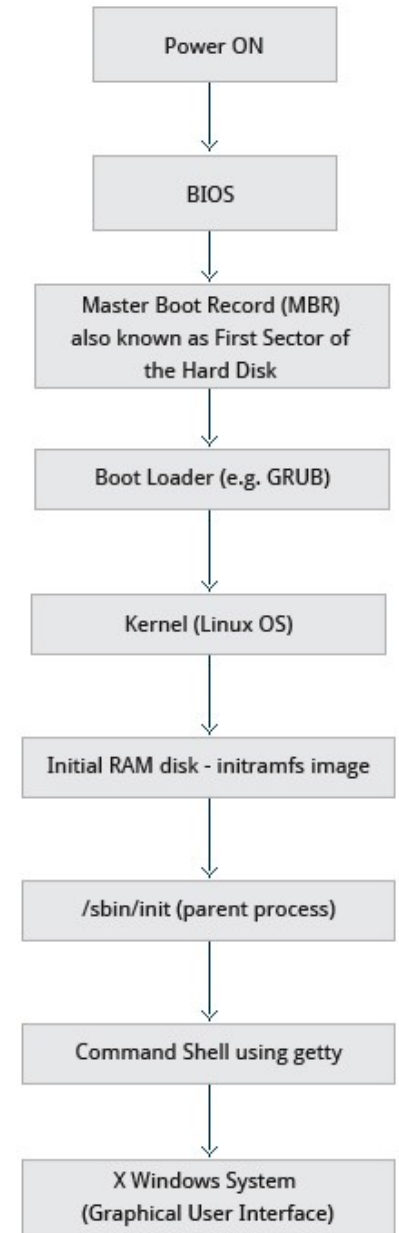 Power ON
BIOS
Master Boot Record (MBR)
also known as First Sector of
the Hard Disk
Boot Loader (e.g. GRUB)
Kernel (Linux OS)
Initial RAM disk - initramfs image
/sbin/init (parent process)
Command Shell using getty
X Windows System
(Graphical User Interface)